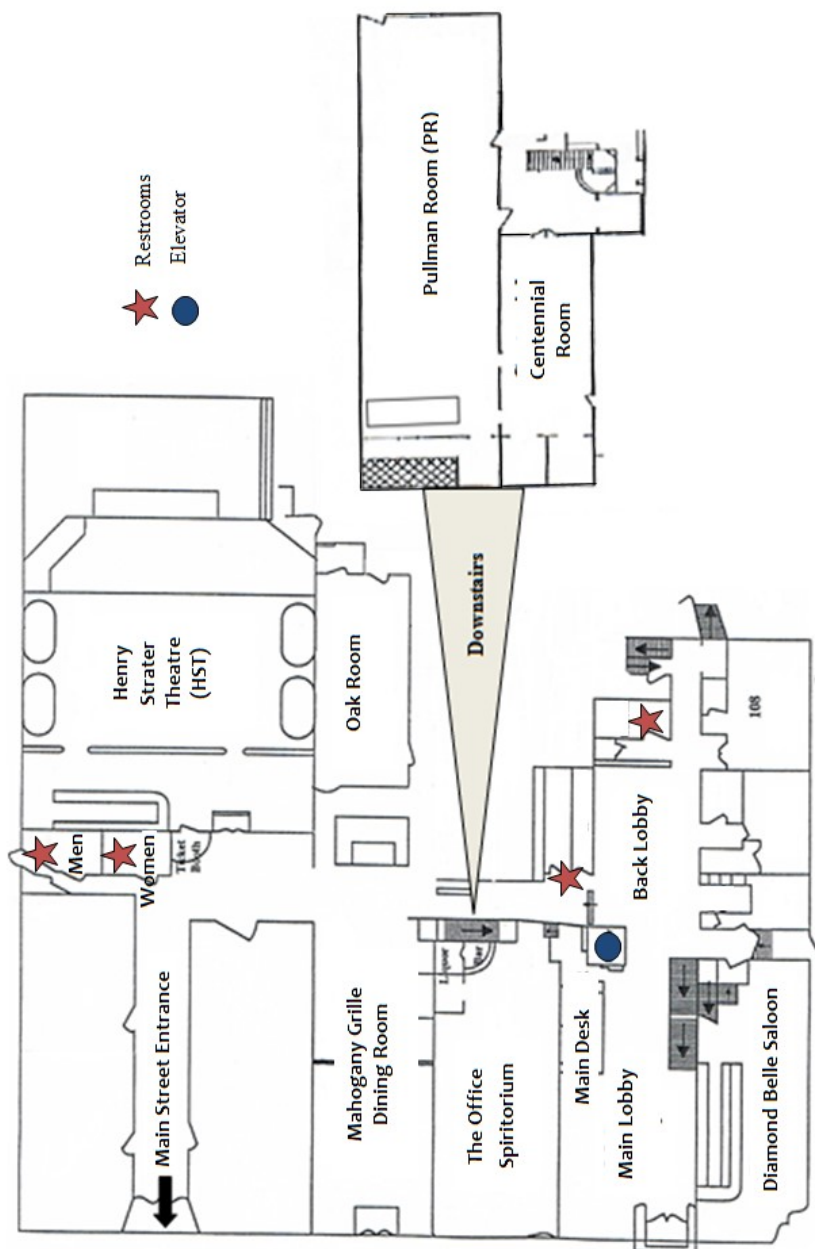 Restrooms
Elevator
Pullman Room (PR)
Centennial
Room
Henry
Strater
Theatre
(HST)
Oak Room
Downstairs
Men
Women
Ticket
Booth
Main Street Entrance
Mahogany Grille
Dining Room
Liquor
Bar
The Office
Spiritorium
Main Desk
Main Lobby
Back Lobby
108
Diamond Belle Saloon